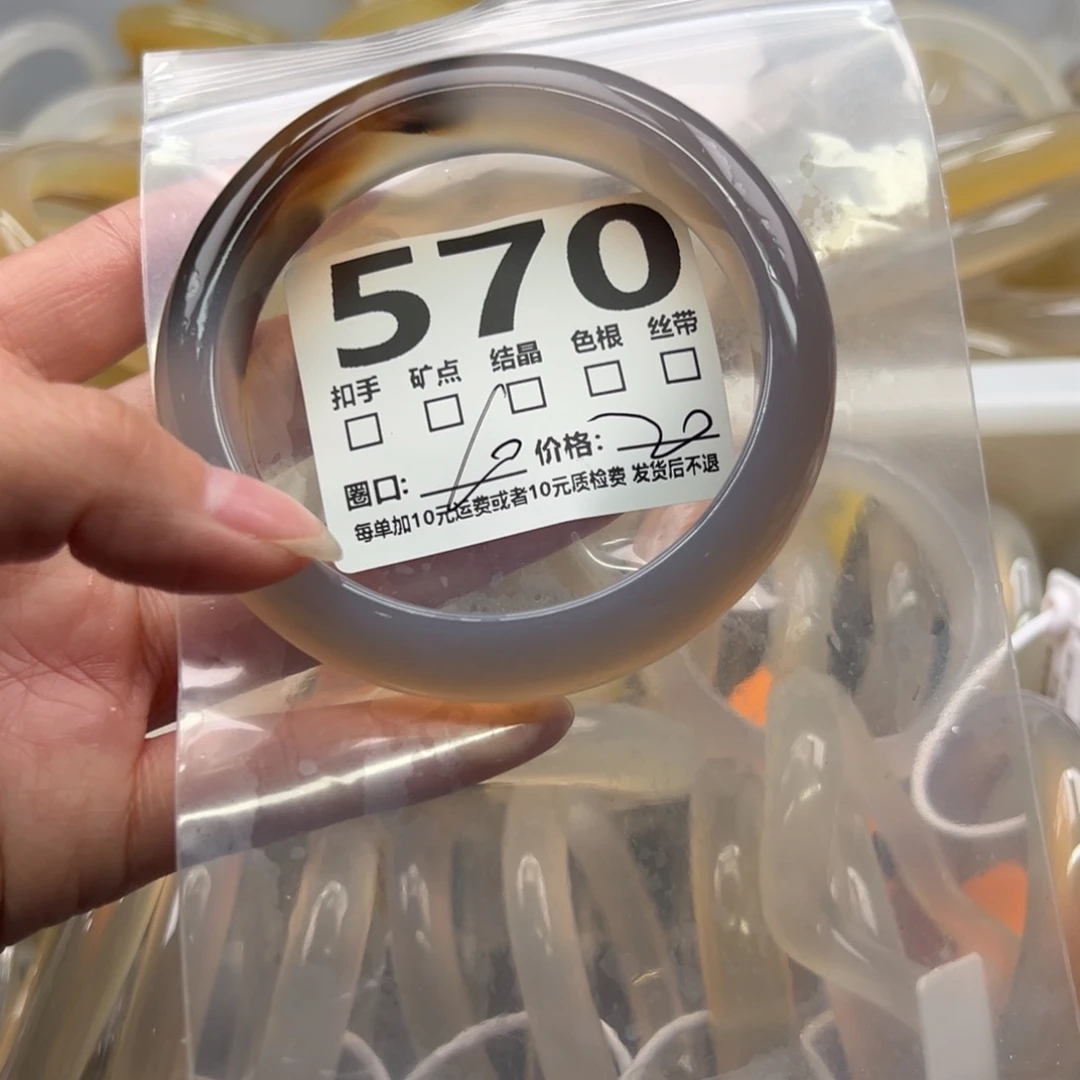 570
扣手 矿点 结晶 色根 丝带
圈口: 价格:
每单加10元运费或者10元质检费 发货后不退